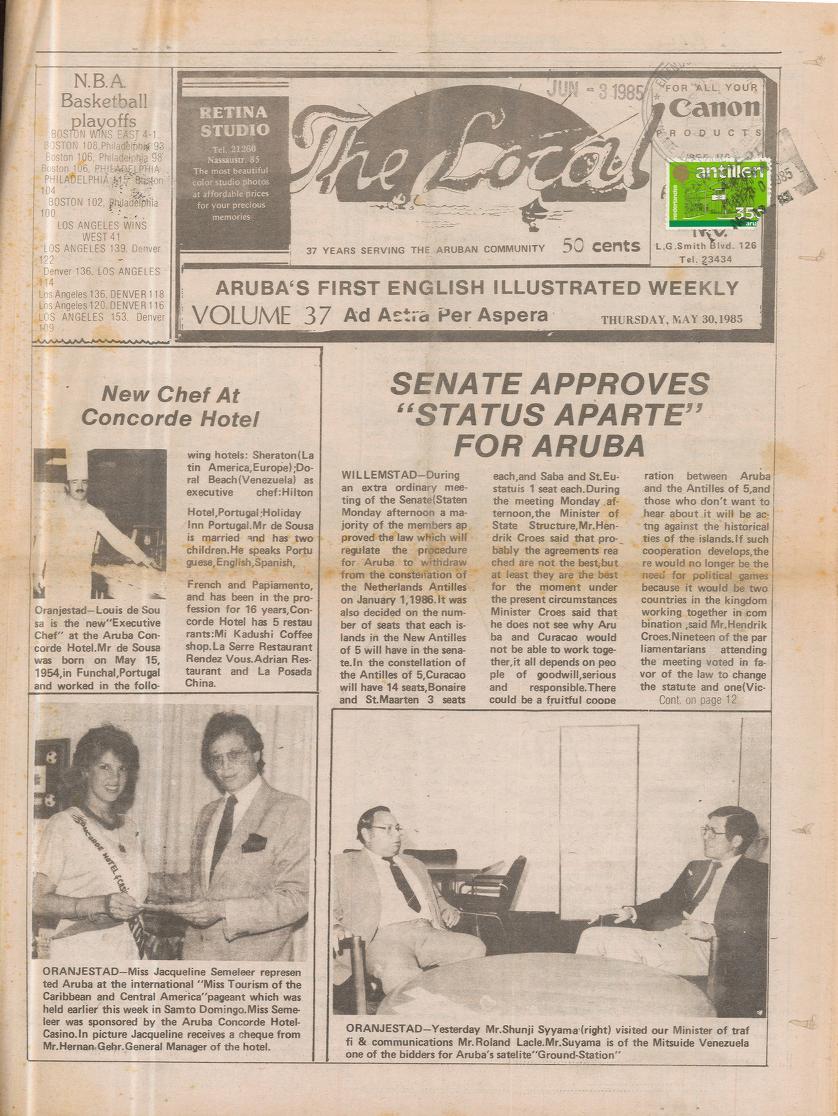 N.B.A.
Basketball
playoffs
BOSTON WINS EAST 4-1
BOSTON 108, Philadelphia 93
Boston 106, Philadelphia 98
Boston 106, PHILADELPHIA
PHILADELPHIA 115, Boston
104
BOSTON 102, Philadelphia
100
LOS ANGELES WINS
WEST 41
LOS ANGELES 139, Denver
122
Denver 136, LOS ANGELES
114
Los Angeles 136, DENVER 118
Los Angeles 120, DENVER 116
LOS ANGELES 153, Denver
109
RETINA
STUDIO
Tel. 21260
Nassaustr. 85
The most beautiful
color studio photos
at affordable prices
for your precious
memories
The Local
JUN - 3 1985
37 YEARS SERVING THE ARUBAN COMMUNITY 50 cents
FOR ALL YOUR
Canon
PRODUCTS
antillen
nederlandse
35c
N.V.
L.G.Smith Blvd. 126
Tel. 23434
ARUBA'S FIRST ENGLISH ILLUSTRATED WEEKLY
VOLUME 37 Ad Astra Per Aspera THURSDAY, MAY 30,1985
New Chef At
Concorde Hotel
Oranjestad—Louis de Sou
sa is the new"Executive
Chef" at the Aruba Con-
corde Hotel.Mr de Sousa
was born on May 15,
1954,in Funchal,Portugal
and worked in the follo-
wing hotels: Sheraton(La
tin America,Europe);Do-
ral Beach(Venezuela) as
executive chef:Hilton
Hotel,Portugal;Holiday
Inn Portugal.Mr de Sousa
is married and has two
children.He speaks Portu
guese,English,Spanish,
French and Papiamento,
and has been in the pro-
fession for 16 years,Con-
corde Hotel has 5 restau
rants:Mi Kadushi Coffee
shop.La Serre Restaurant
Rendez Vous.Adrian Res-
taurant and La Posada
China.
SENATE APPROVES
"STATUS APARTE"
FOR ARUBA
WILLEMSTAD—During
an extra ordinary mee-
ting of the Senate(Staten
Monday afternoon a ma-
jority of the members ap
proved the law which will
regulate the procedure
for Aruba to withdraw
from the constellation of
the Netherlands Antilles
on January 1,1986.It was
also decided on the num-
ber of seats that each is-
lands in the New Antilles
of 5 will have in the sena-
te.In the constellation of
the Antilles of 5,Curacao
will have 14 seats,Bonaire
and St.Maarten 3 seats
each,and Saba and St.Eu-
statuis 1 seat each.During
the meeting Monday af-
ternoon,the Minister of
State Structure,Mr.Hen-
drik Croes said that pro-
bably the agreements rea
ched are not the best,but
at least they are the best
for the moment under
the present circumstances
Minister Croes said that
he does not see why Aru
ba and Curacao would
not be able to work toge-
ther,it all depends on peo
ple of goodwill,serious
and responsible.There
could be a fruitful coope
ration between Aruba
and the Antilles of 5,and
those who don't want to
hear about it will be ac-
tng against the historical
ties of the islands.If such
cooperation develops,the
re would no longer be the
need for political games
because it would be two
countries in the kingdom
working together in com
bination ,said Mr.Hendrik
Croes.Nineteen of the par
liamentarians attending
the meeting voted in fa-
vor of the law to change
the statute and one(Vic-
Cont. on page 12
CONCORDE HOTEL & CASINO
ORANJESTAD—Miss Jacqueline Semeleer represen
ted Aruba at the international "Miss Tourism of the
Caribbean and Central America"pageant which was
held earlier this week in Samto Domingo.Miss Seme-
leer was sponsored by the Aruba Concorde Hotel-
Casino.In picture Jacqueline receives a cheque from
Mr.Hernan.Gehr.General Manager of the hotel.
ORANJESTAD—Yesterday Mr.Shunji Syyama(right) visited our Minister of traf
fi & communications Mr.Roland Lacle.Mr.Suyama is of the Mitsuide Venezuela
one of the bidders for Aruba's satelite"Ground-Station"